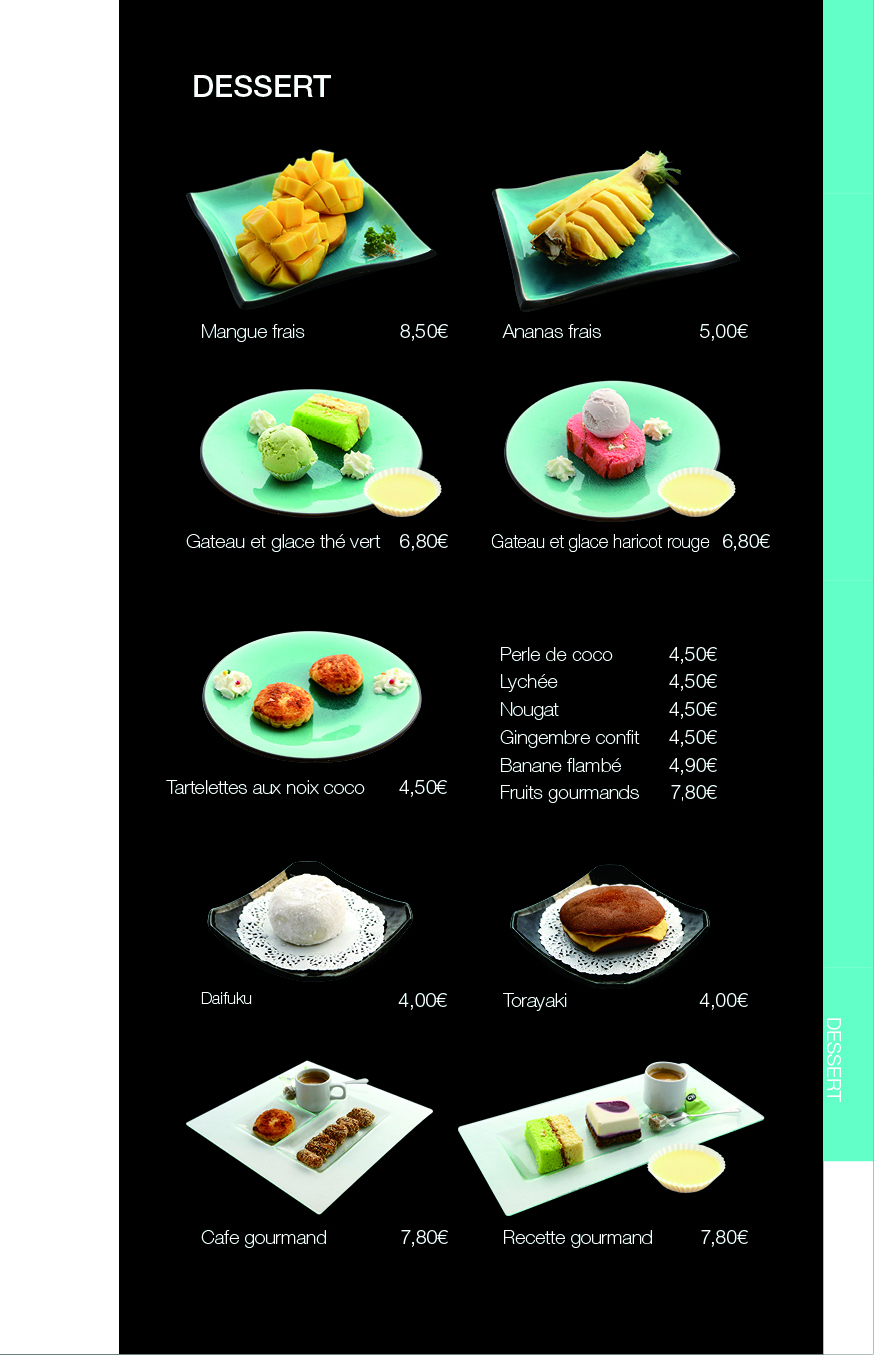 DESSERT
Mangue frais 8,50€
Ananas frais 5,00€
Gateau et glace thé vert 6,80€
Gateau et glace haricot rouge 6,80€
Tartelettes aux noix coco 4,50€
Perle de coco 4,50€
Lychée 4,50€
Nougat 4,50€
Gingembre confit 4,50€
Banane flambé 4,90€
Fruits gourmands 7,80€
Daifuku 4,00€
Torayaki 4,00€
Cafe gourmand 7,80€
Recette gourmand 7,80€
DESSERT